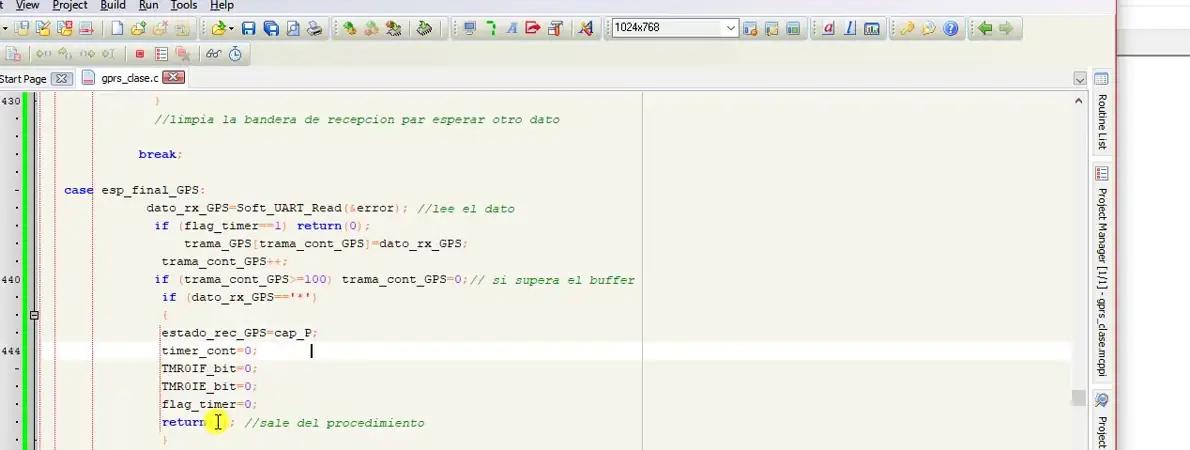 View Project Build Run Tools Help
1024x768
Start Page gprs_clase.c
430 }
//limpia la bandera de recepcion par esperar otro dato
break;
case esp_final_GPS:
dato_rx_GPS=Soft_UART_Read(&error); //lee el dato
if (flag_timer==1) return(0);
trama_GPS[trama_cont_GPS]=dato_rx_GPS;
trama_cont_GPS++;
440 if (trama_cont_GPS>=100) trama_cont_GPS=0;// si supera el buffer
if (dato_rx_GPS=='*')
{
estado_rec_GPS=cap_P;
444 timer_cont=0;
TMR0IF_bit=0;
TMR0IE_bit=0;
flag_timer=0;
return ; //sale del procedimiento
}
Routine List
Project Manager [1/1] - gprs_clase.mcppi
Project